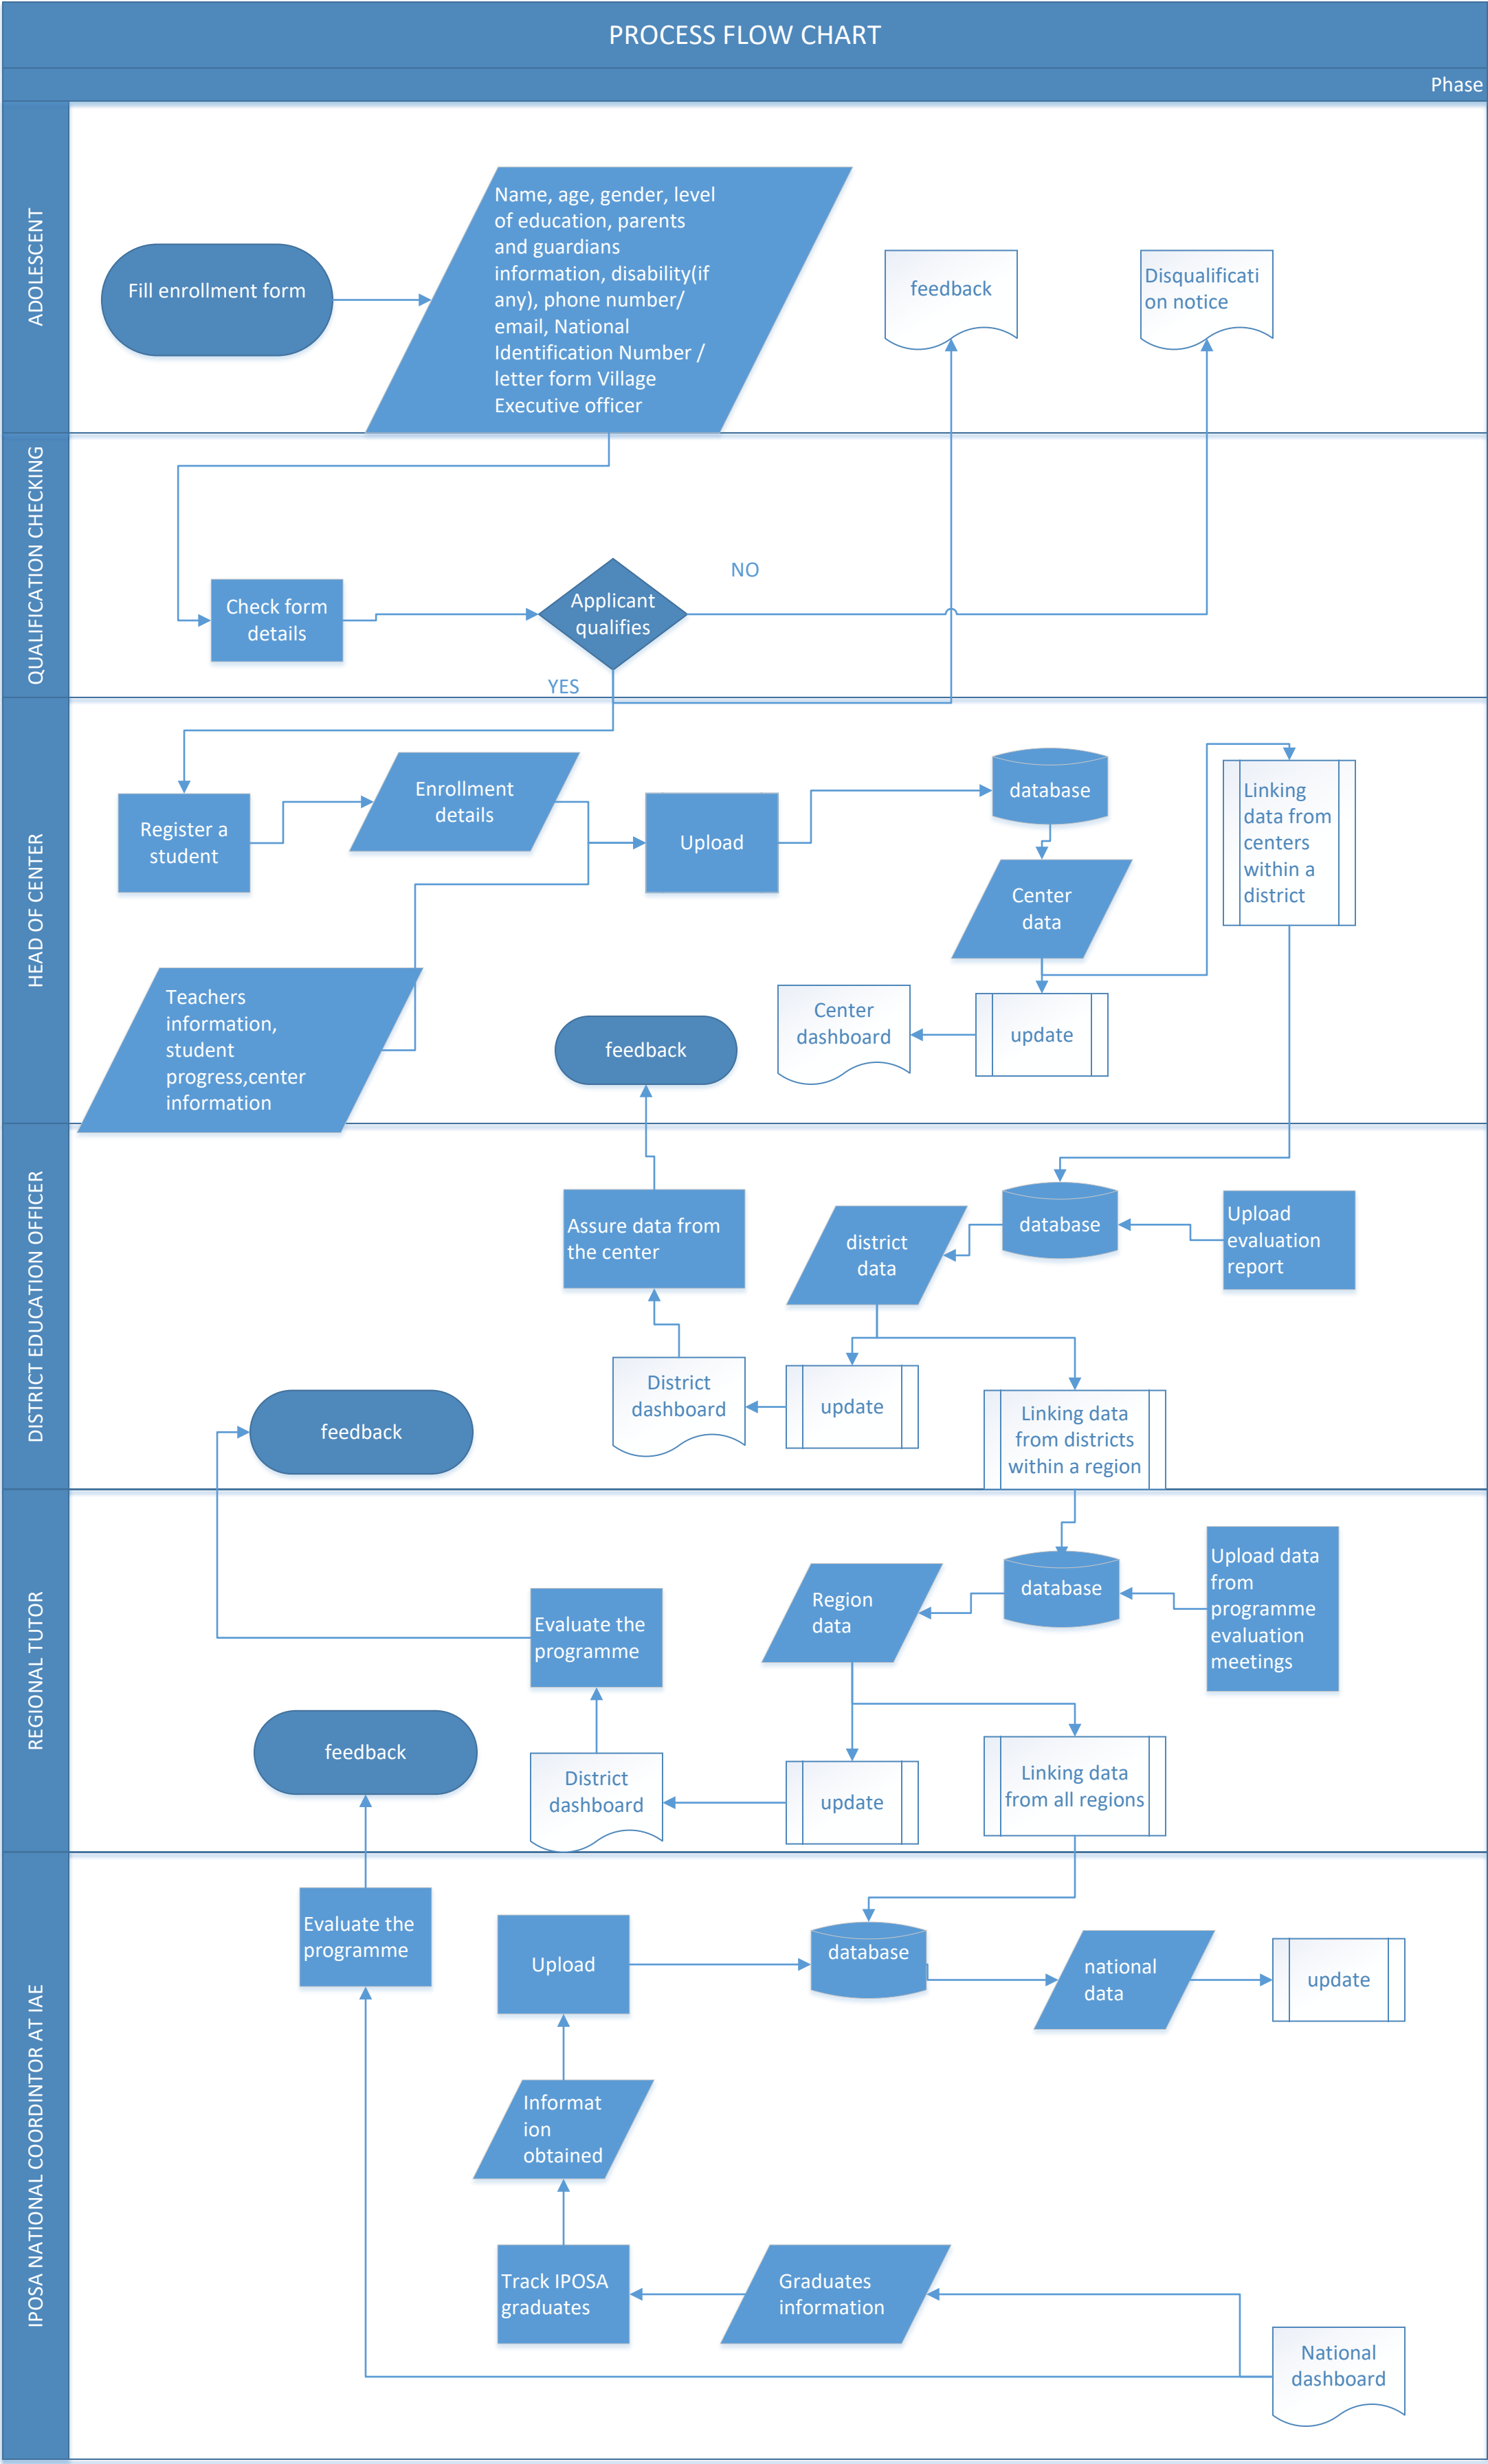 PROCESS FLOW CHART
Phase
ADOLESCENT
Fill enrollment form
Name, age, gender, level
of education, parents
and guardians
information, disability(if
any), phone number/
email, National
Identification Number /
letter form Village
Executive officer
feedback
Disqualificati
on notice
QUALIFICATION CHECKING
Check form
details
Applicant
qualifies
NO
YES
HEAD OF CENTER
Register a
student
Enrollment
details
Upload
database
Linking
data from
centers
within a
district
Center
data
Teachers
information,
student
progress,center
information
feedback
Center
dashboard
update
DISTRICT EDUCATION OFFICER
Assure data from
the center
district
data
database
Upload
evaluation
report
District
dashboard
update
Linking data
from districts
within a region
feedback
REGIONAL TUTOR
Evaluate the
programme
Region
data
database
Upload data
from
programme
evaluation
meetings
feedback
District
dashboard
update
Linking data
from all regions
IPOSA NATIONAL COORDINTOR AT IAE
Evaluate the
programme
Upload
database
national
data
update
Informat
ion
obtained
Track IPOSA
graduates
Graduates
information
National
dashboard